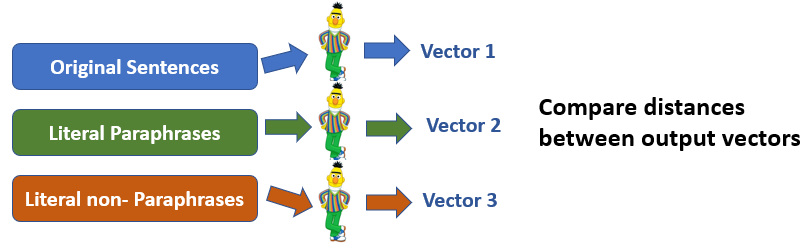 Original Sentences
Vector 1
Literal Paraphrases
Vector 2
Literal non- Paraphrases
Vector 3
Compare distances
between output vectors